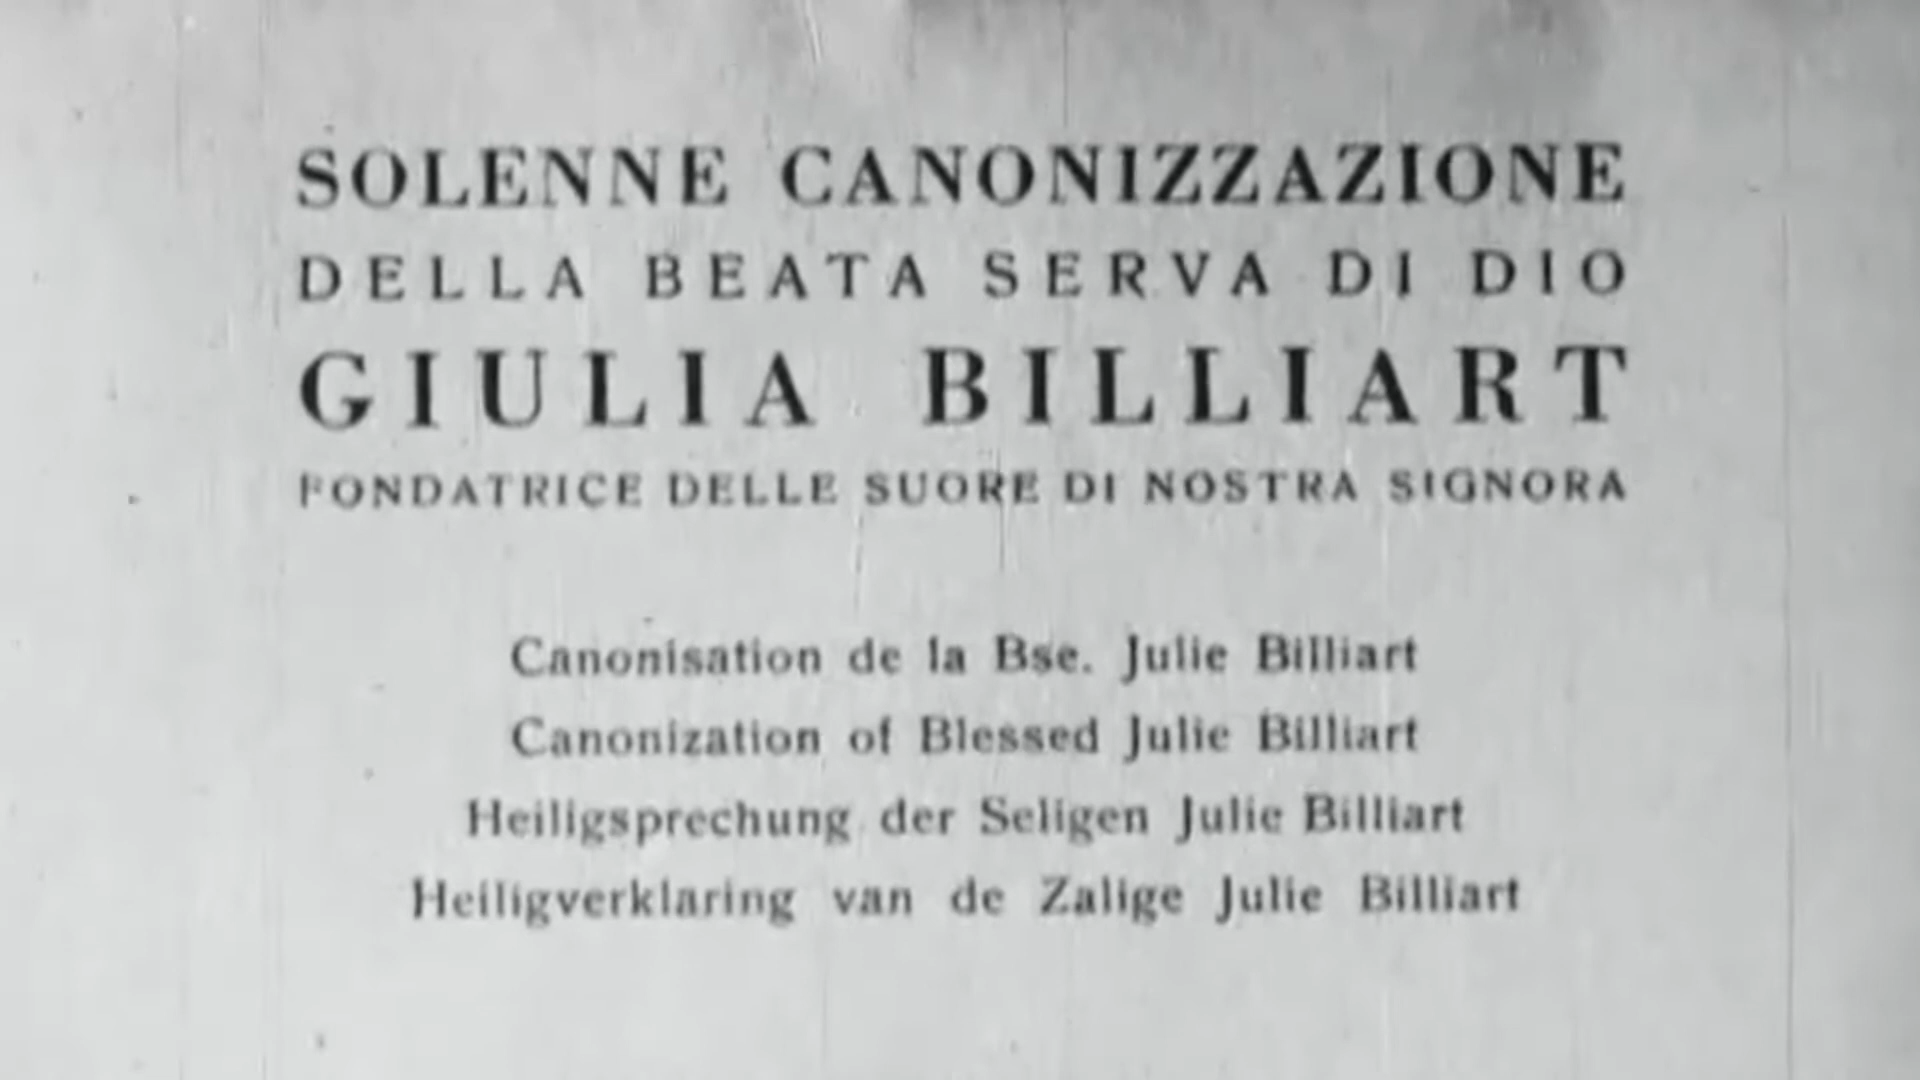 SOLENNE CANONIZZAZIONE
DELLA BEATA SERVA DI DIO
GIULIA BILLIART
FONDATRICE DELLE SUORE DI NOSTRA SIGNORA
Canonisation de la Bse. Julie Billiart
Canonization of Blessed Julie Billiart
Heiligsprechung der Seligen Julie Billiart
Heiligverklaring van de Zalige Julie Billiart